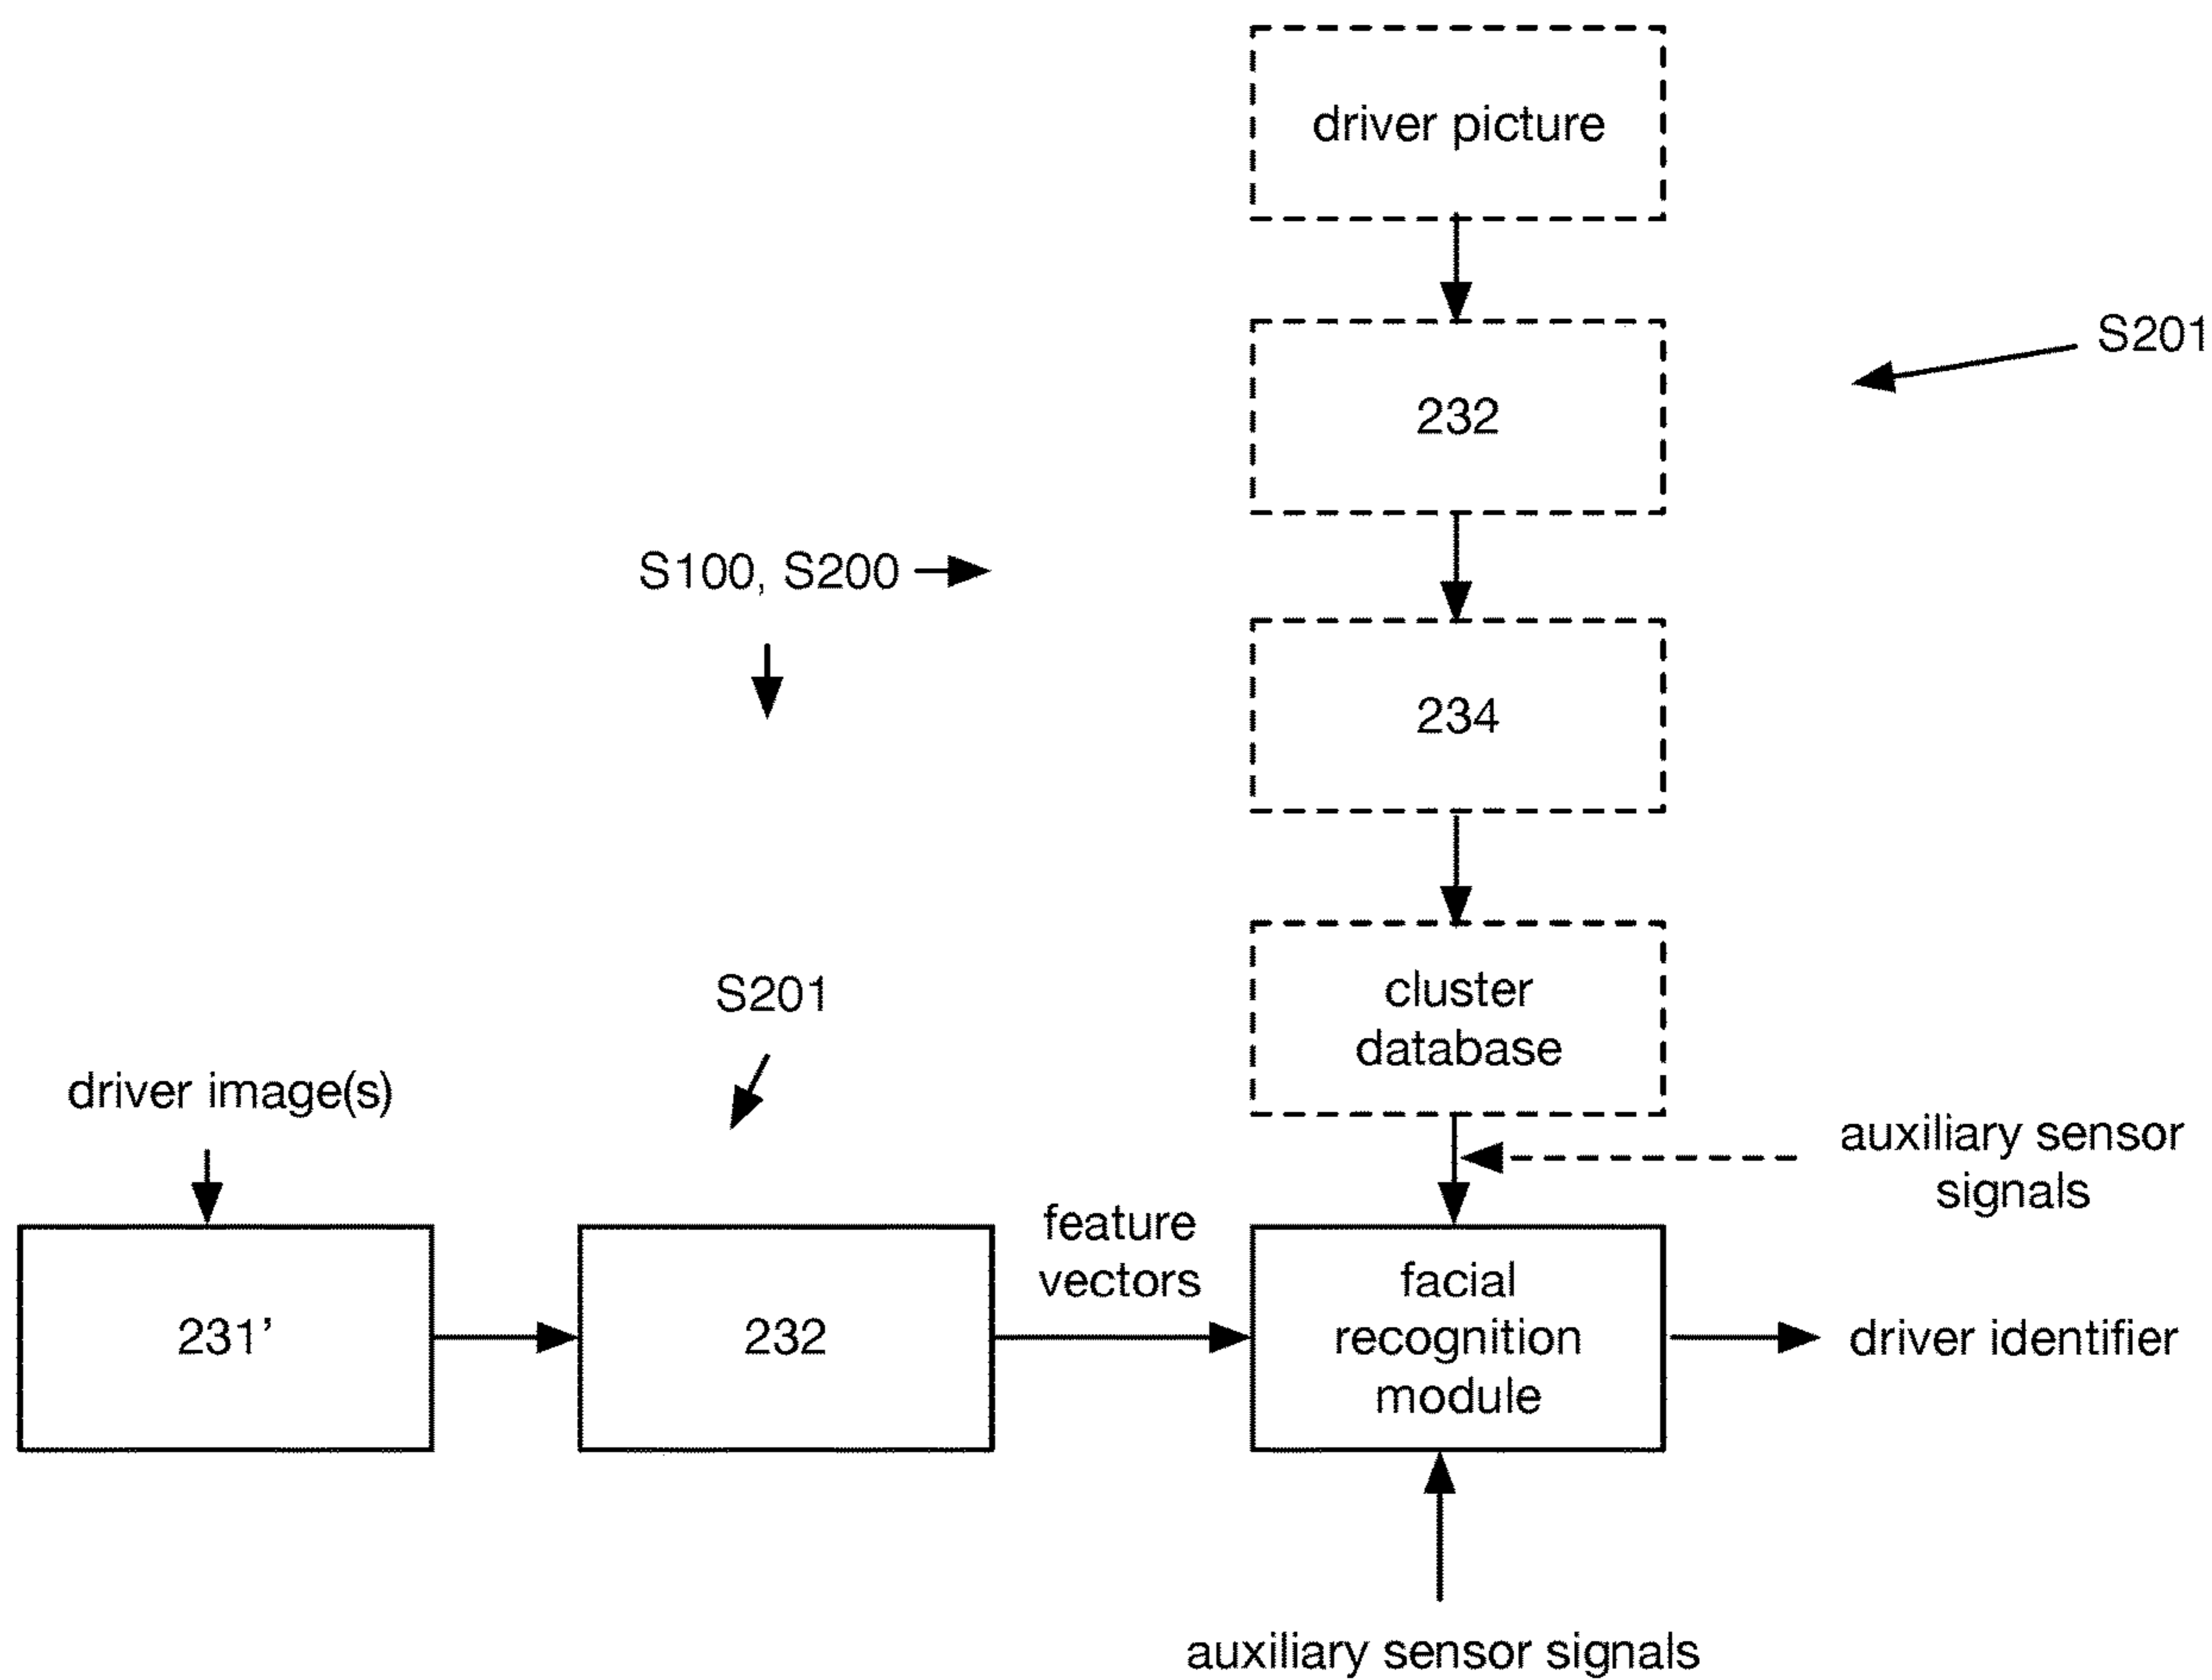 driver picture
S201
232
S100, S200
234
S201
cluster
database
driver image(s)
auxiliary sensor
signals
feature
vectors
231’
232
facial
recognition
module
driver identifier
auxiliary sensor signals